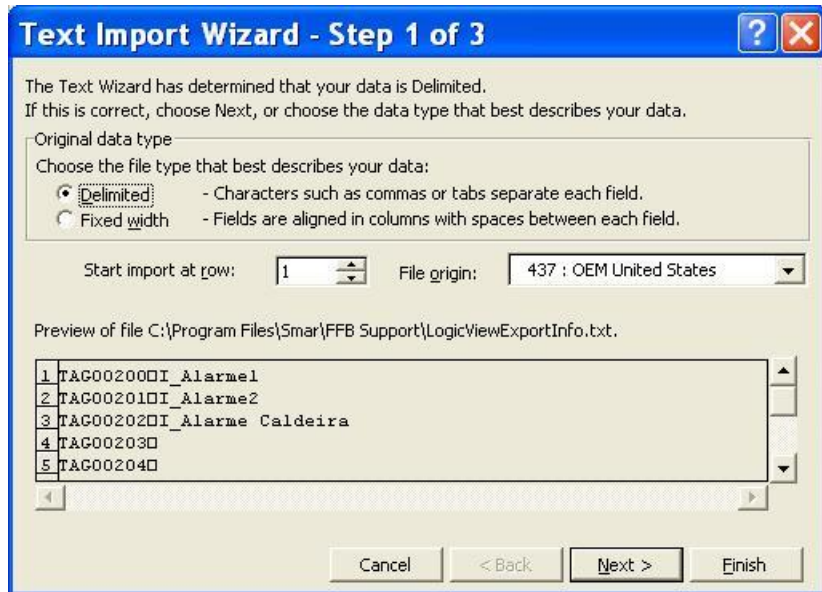 Text Import Wizard - Step 1 of 3
The Text Wizard has determined that your data is Delimited.
If this is correct, choose Next, or choose the data type that best describes your data.
Original data type
Choose the file type that best describes your data:
Delimited - Characters such as commas or tabs separate each field.
Fixed width - Fields are aligned in columns with spaces between each field.
Start import at row: 1 File origin: 437 : OEM United States
Preview of file C:\Program Files\Smar\FFB Support\LogicViewExportInfo.txt.
1 TAG00200□I_Alarme1
2 TAG00201□I_Alarme2
3 TAG00202□I_Alarme Caldeira
4 TAG00203□
5 TAG00204□
Cancel < Back Next > Finish